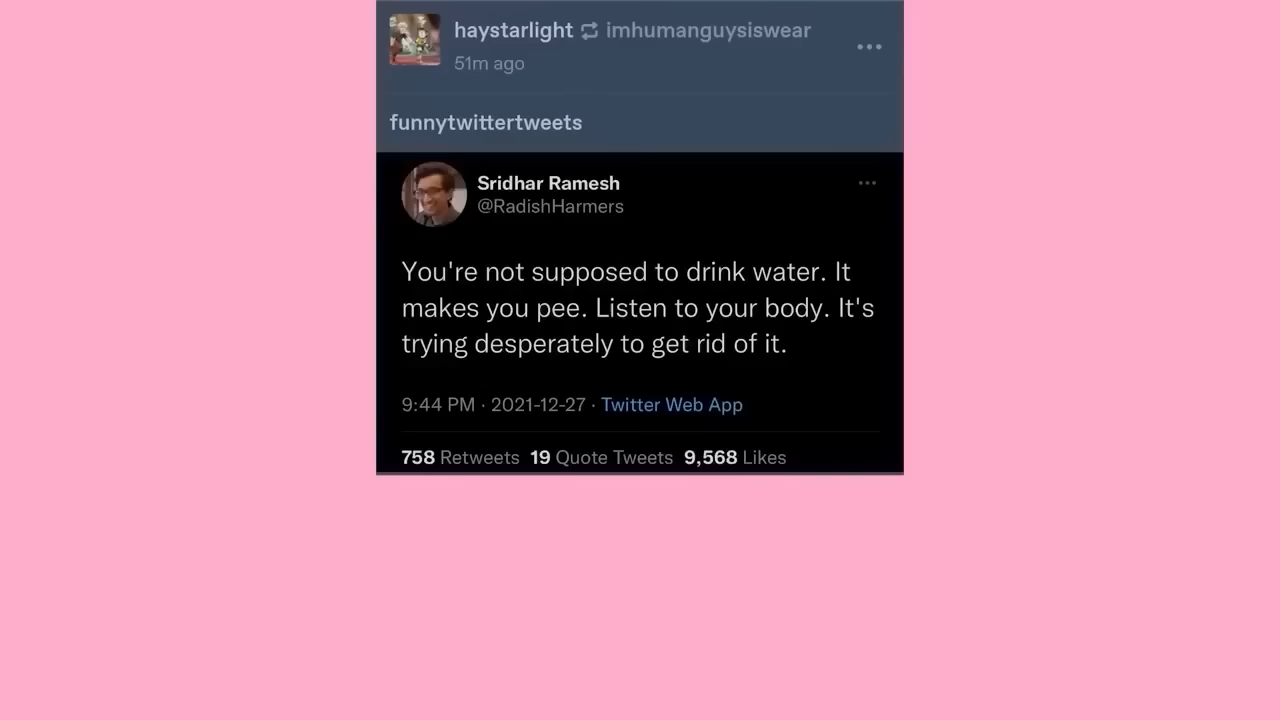 haystarlight imhumanguysiswear
51m ago
funnytwittertweets
Sridhar Ramesh
@RadishHarmers
You're not supposed to drink water. It
makes you pee. Listen to your body. It's
trying desperately to get rid of it.
9:44 PM · 2021-12-27 · Twitter Web App
758 Retweets 19 Quote Tweets 9,568 Likes